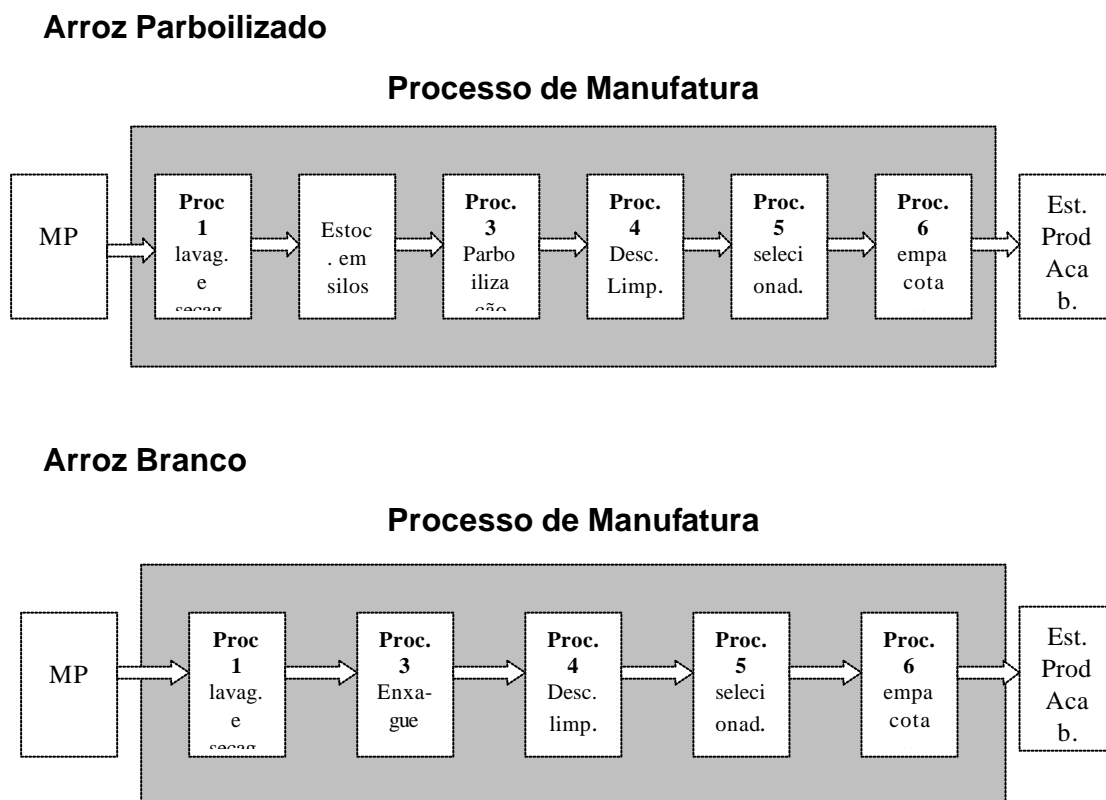 Arroz Parboilizado
Processo de Manufatura
MP
Proc
1
lavag.
e
secag.
Estoc
. em
silos
Proc.
3
Parbo
iliza
ção
Proc.
4
Desc.
Limp.
Proc.
5
seleci
onad.
Proc.
6
empa
cota
Est.
Prod
Aca
b.
Arroz Branco
Processo de Manufatura
MP
Proc
1
lavag.
e
secag.
Proc.
3
Enxa-
gue
Proc.
4
Desc.
limp.
Proc.
5
seleci
onad.
Proc.
6
empa
cota
Est.
Prod
Aca
b.